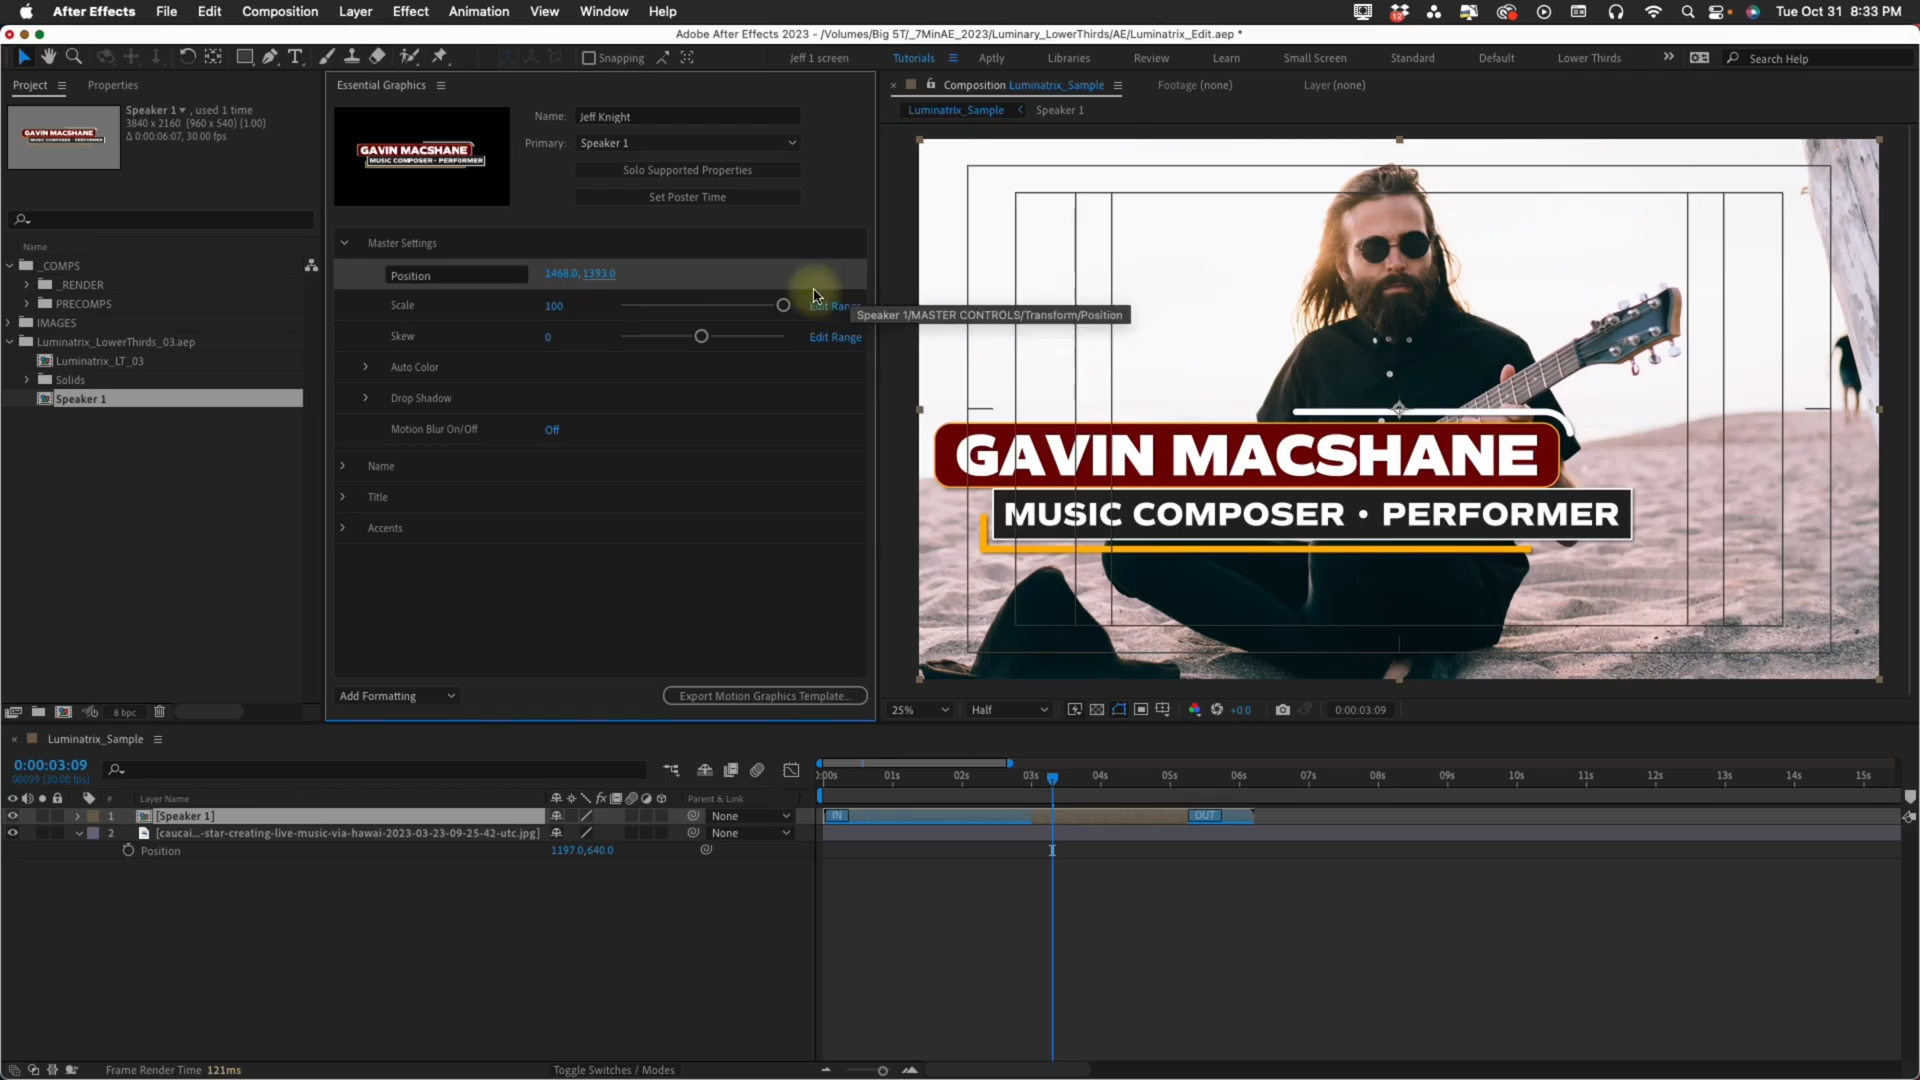 After Effects File Edit Composition Layer Effect Animation View Window Help
12
Tue Oct 31 8:33 PM
Adobe After Effects 2023 - /Volumes/Big 5T/_7MinAE_2023/Luminary_LowerThirds/AE/Luminatrix_Edit.aep *
Snapping
Jeff 1 screen Tutorials Aptly Libraries Review Learn Small Screen Standard Default Lower Thirds Search Help
Project Properties
Speaker 1 , used 1 time
3840 x 2160 (960 x 540) (1.00)
Δ 0:00:06:07, 30.00 fps
GAVIN MACSHANE
MUSIC COMPOSER • PERFORMER
Name
_COMPS
_RENDER
PRECOMPS
IMAGES
Luminatrix_LowerThirds_03.aep
Luminatrix_LT_03
Solids
Speaker 1
8 bpc
Essential Graphics
GAVIN MACSHANE
MUSIC COMPOSER • PERFORMER
Name: Jeff Knight
Primary: Speaker 1
Solo Supported Properties
Set Poster Time
Master Settings
Position 1468.0, 1393.0
Scale 100 Edit Range
Speaker 1/MASTER CONTROLS/Transform/Position
Skew 0 Edit Range
Auto Color
Drop Shadow
Motion Blur On/Off Off
Name
Title
Accents
Add Formatting
Export Motion Graphics Template...
Composition Luminatrix_Sample Footage (none) Layer (none)
Luminatrix_Sample Speaker 1
GAVIN MACSHANE
MUSIC COMPOSER • PERFORMER
25% Half +0.0 0:00:03:09
Luminatrix_Sample
0:00:03:09
00099 (30.00 fps)
# Layer Name fx Parent & Link
1 [Speaker 1] None
2 [caucai...-star-creating-live-music-via-hawai-2023-03-23-09-25-42-utc.jpg] None
Position 1197.0,640.0
:00s 01s 02s 03s 04s 05s 06s 07s 08s 09s 10s 11s 12s 13s 14s 15s
IN OUT
Frame Render Time 121ms
Toggle Switches / Modes